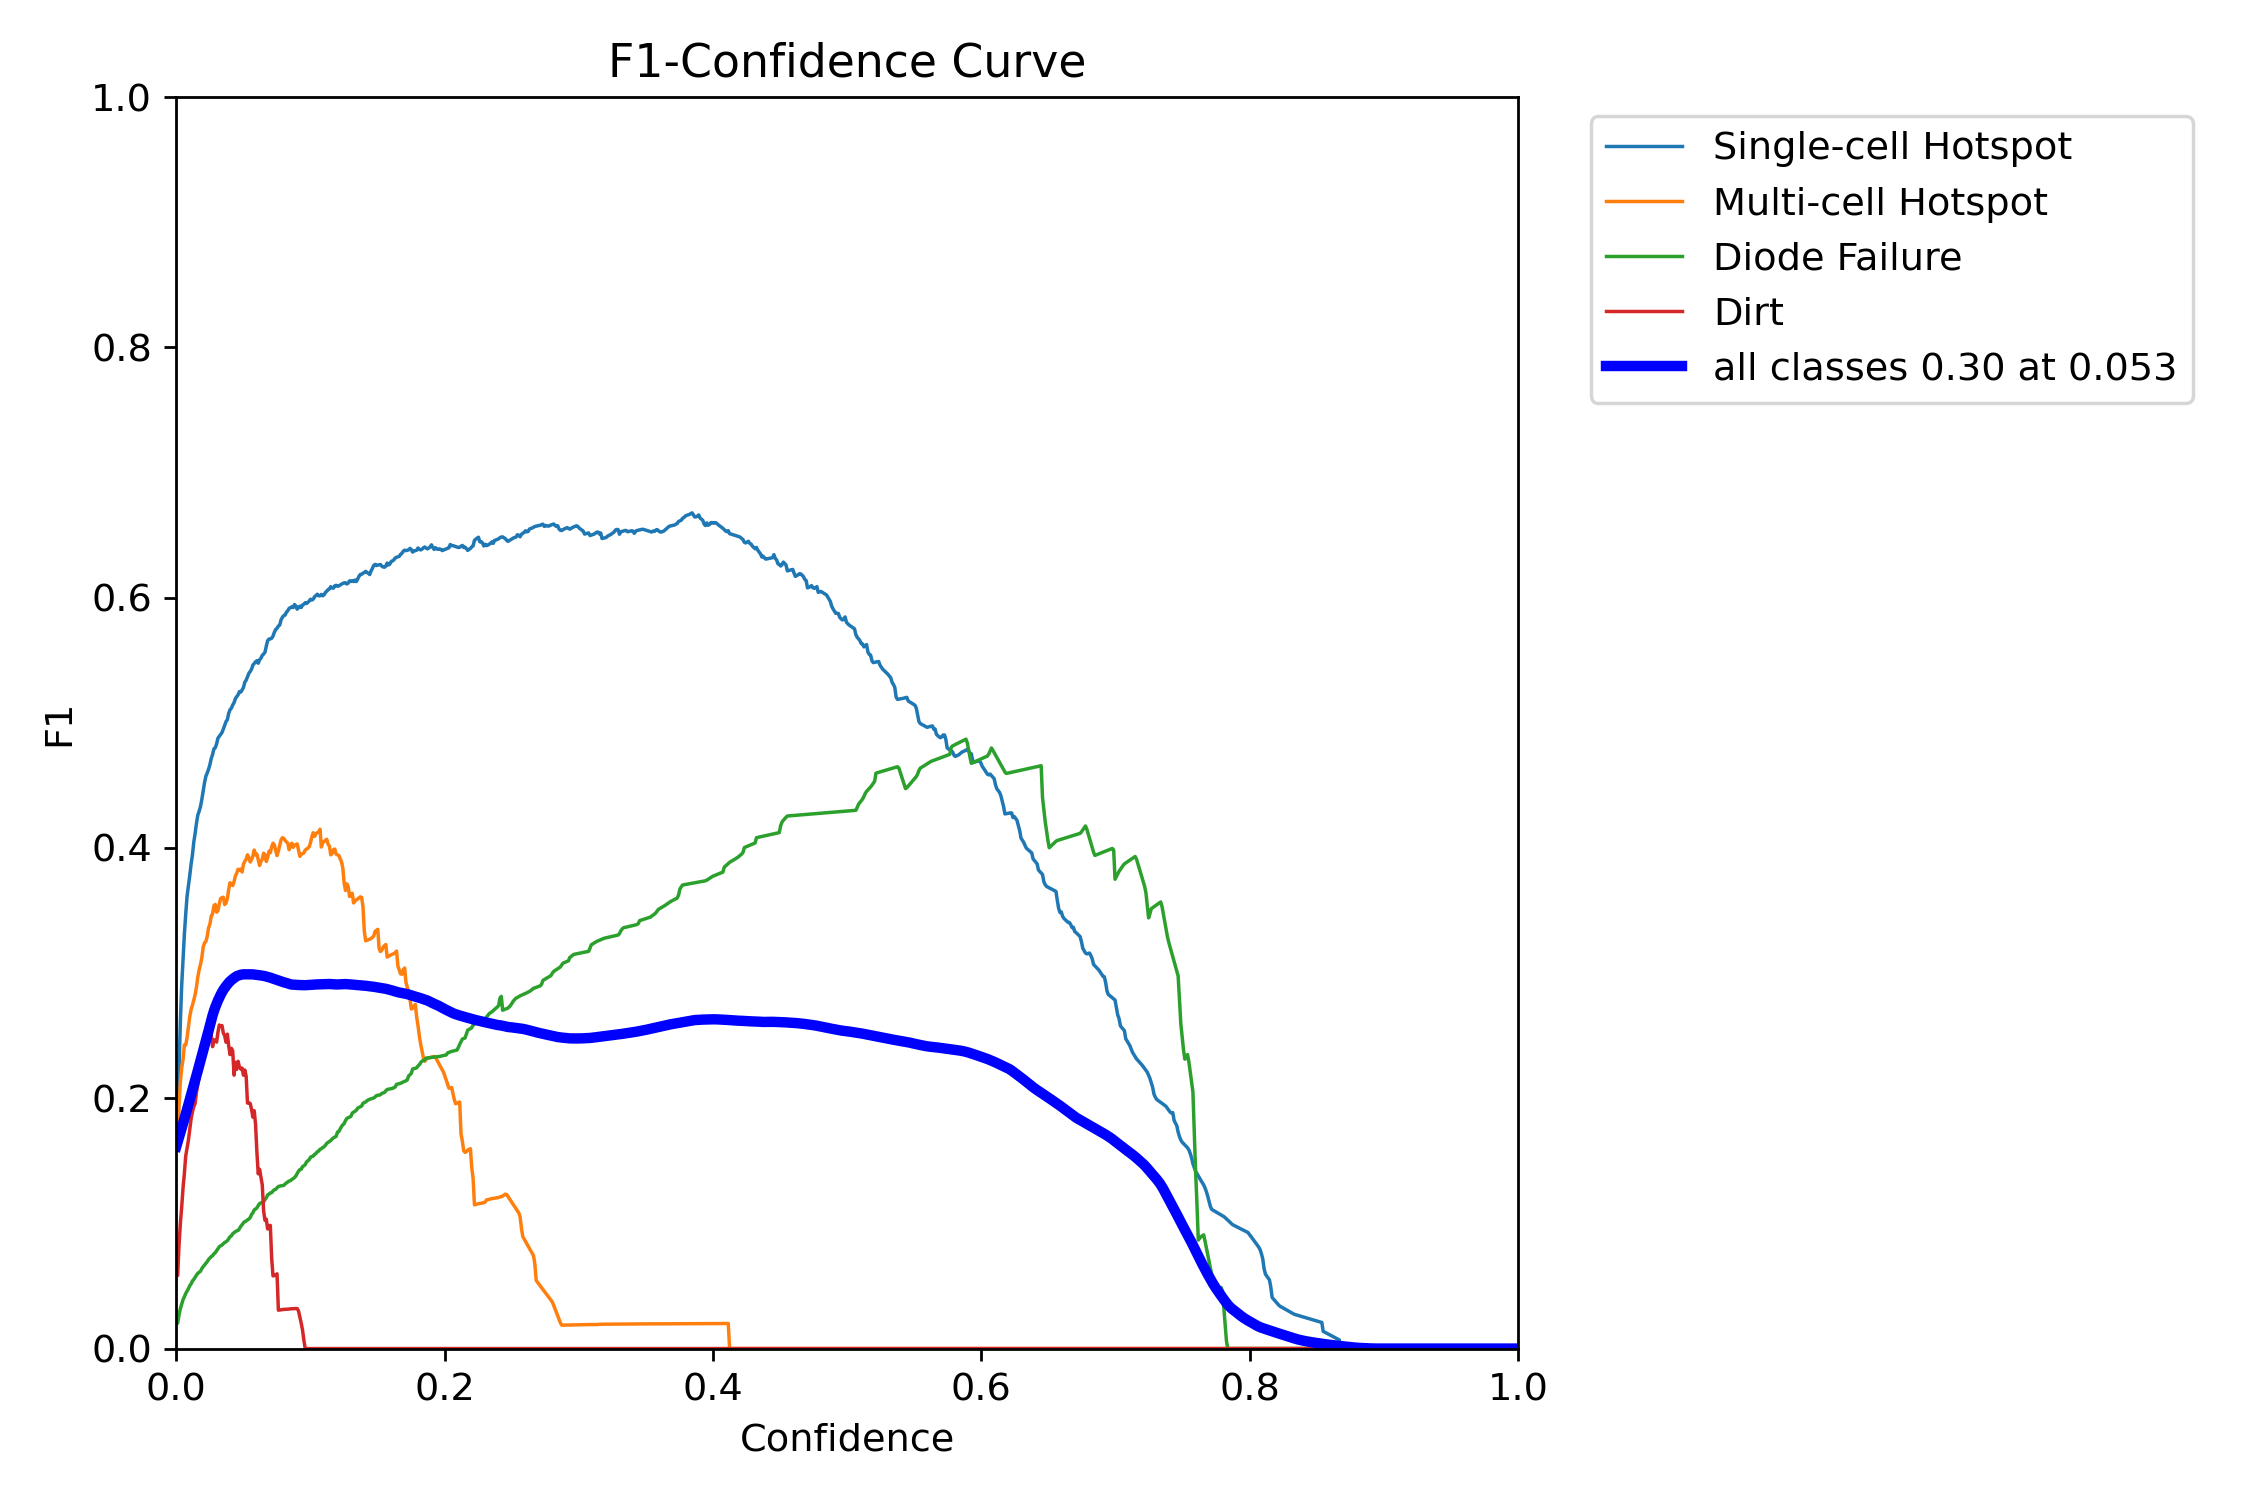 F1-Confidence Curve
1.0
0.8
0.6
0.4
0.2
0.0
F1
0.0 0.2 0.4 0.6 0.8 1.0
Confidence
Single-cell Hotspot
Multi-cell Hotspot
Diode Failure
Dirt
all classes 0.30 at 0.053